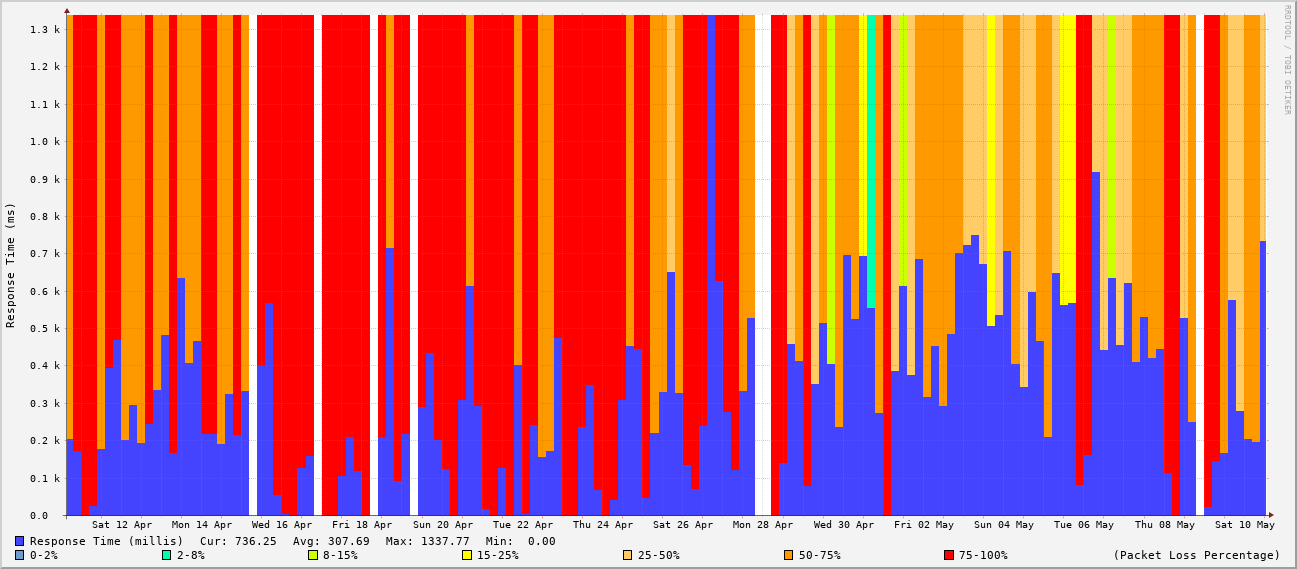 RRDTOOL / TOBI OETIKER
1.3 k
1.2 k
1.1 k
1.0 k
0.9 k
0.8 k
0.7 k
0.6 k
0.5 k
0.4 k
0.3 k
0.2 k
0.1 k
0.0
Response Time (ms)
Sat 12 Apr Mon 14 Apr Wed 16 Apr Fri 18 Apr Sun 20 Apr Tue 22 Apr Thu 24 Apr Sat 26 Apr Mon 28 Apr Wed 30 Apr Fri 02 May Sun 04 May Tue 06 May Thu 08 May Sat 10 May
Response Time (millis) Cur: 736.25 Avg: 307.69 Max: 1337.77 Min: 0.00
0-2% 2-8% 8-15% 15-25% 25-50% 50-75% 75-100% (Packet Loss Percentage)